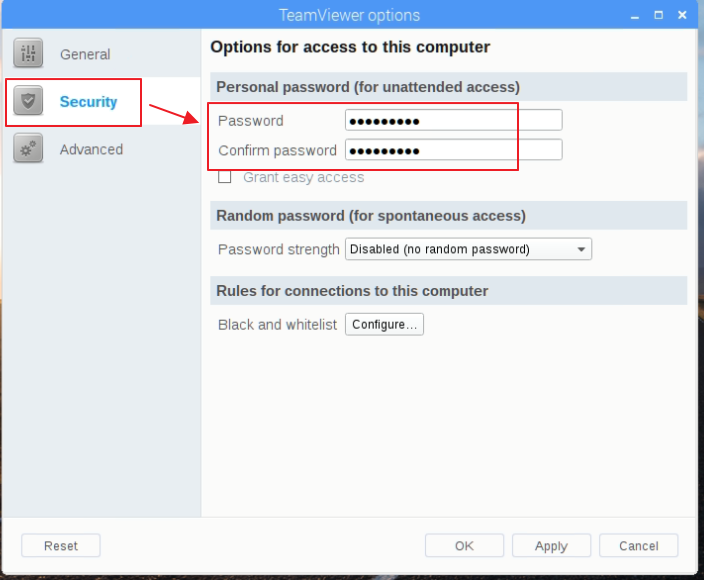 TeamViewer options
General
Security
Advanced
Options for access to this computer
Personal password (for unattended access)
Password ●●●●●●●●●
Confirm password ●●●●●●●●●
Grant easy access
Random password (for spontaneous access)
Password strength Disabled (no random password)
Rules for connections to this computer
Black and whitelist Configure...
Reset OK Apply Cancel